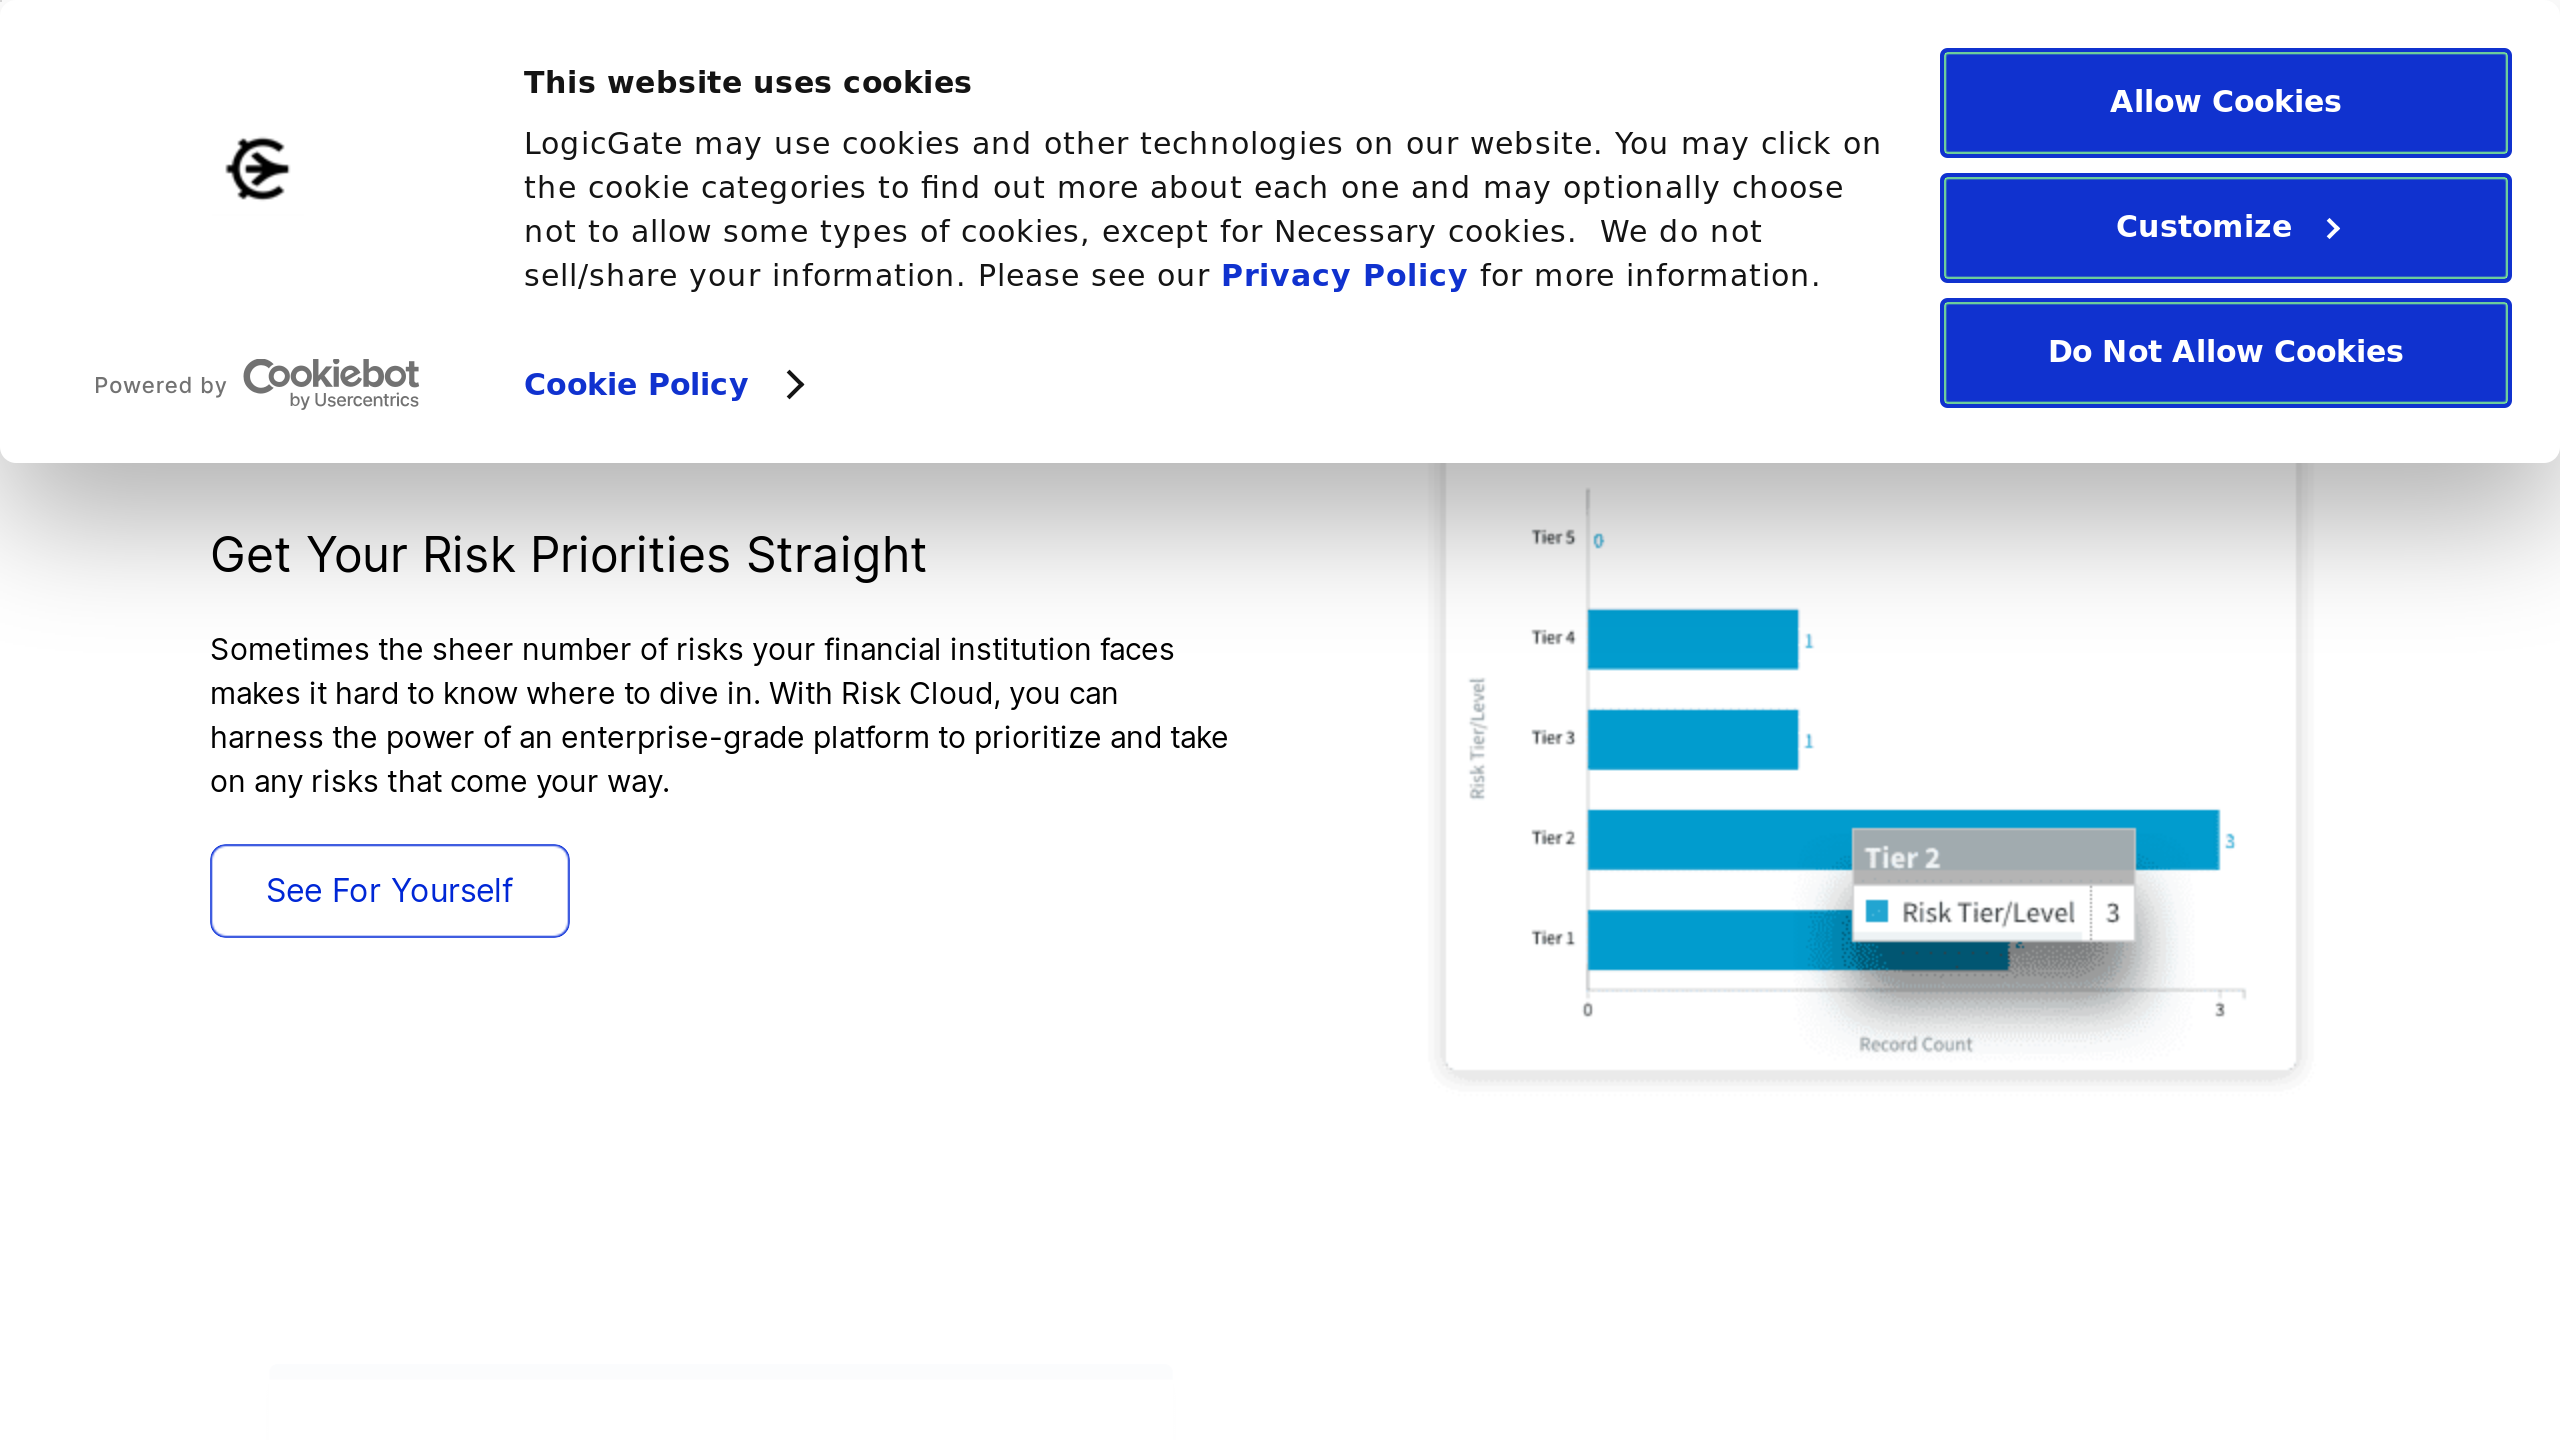 This website uses cookies
LogicGate may use cookies and other technologies on our website. You may click on
the cookie categories to find out more about each one and may optionally choose
not to allow some types of cookies, except for Necessary cookies.  We do not
sell/share your information. Please see our Privacy Policy for more information.
Powered by Cookiebot
by Usercentrics
Cookie Policy
Allow Cookies
Customize
Do Not Allow Cookies
Get Your Risk Priorities Straight
Sometimes the sheer number of risks your financial institution faces
makes it hard to know where to dive in. With Risk Cloud, you can
harness the power of an enterprise-grade platform to prioritize and take
on any risks that come your way.
See For Yourself
Risk Tier/Level
Tier 5 0
Tier 4 1
Tier 3 1
Tier 2 3
Tier 2
Risk Tier/Level 3
Tier 1
0 3
Record Count